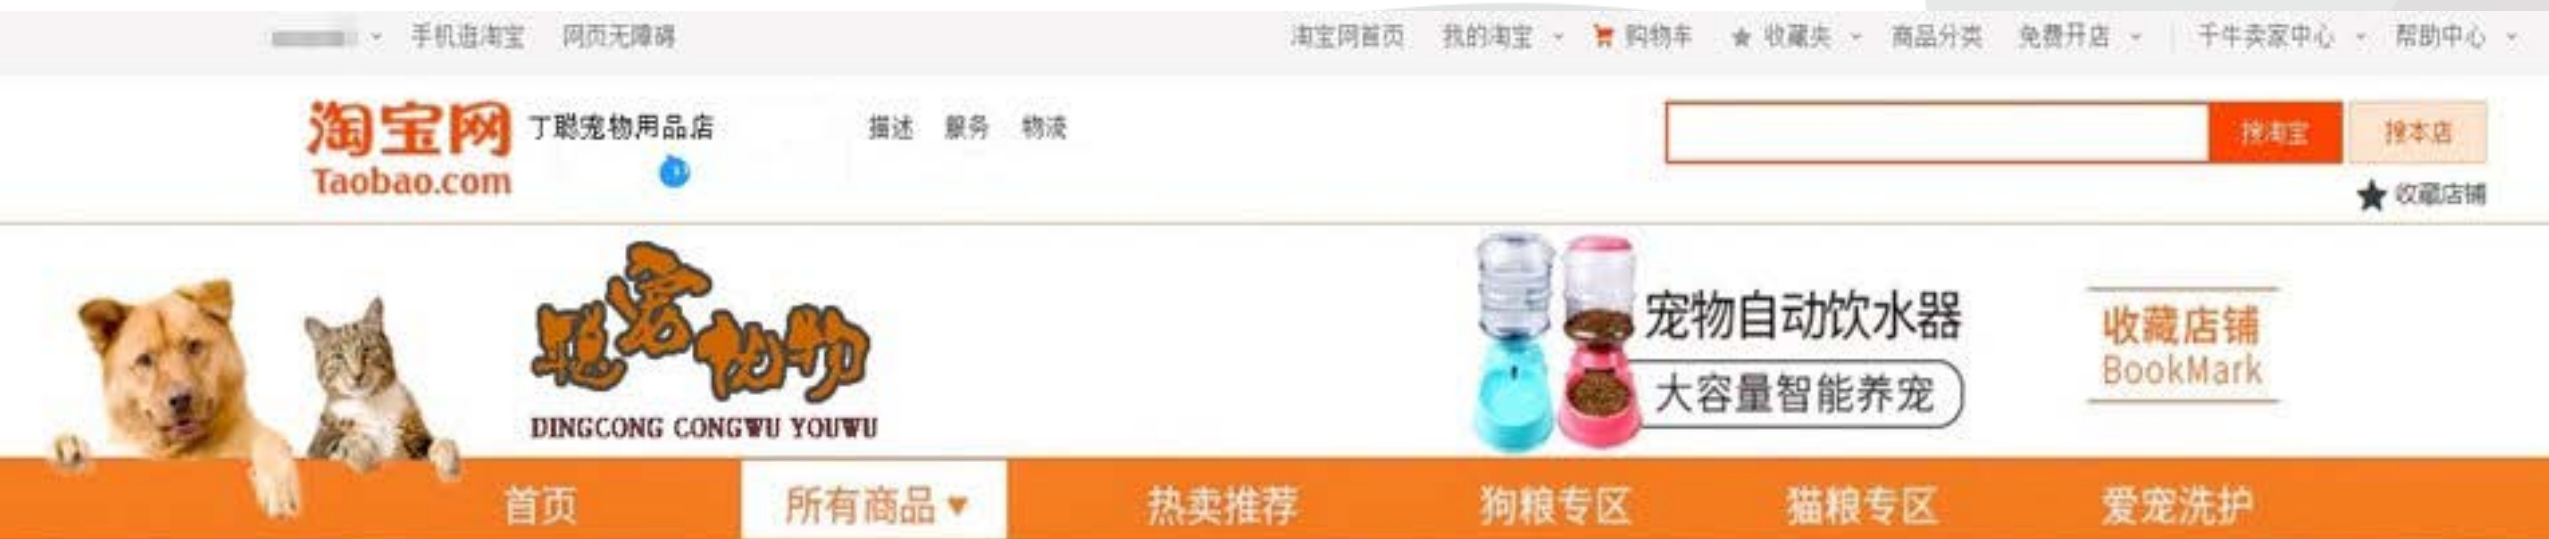 手机逛淘宝 网页无障碍 淘宝网首页 我的淘宝 购物车 收藏夹 商品分类 免费开店 千牛卖家中心 帮助中心
淘宝网 丁聪宠物用品店 描述 服务 物流 搜淘宝 搜本店
Taobao.com
收藏店铺
宠物自动饮水器
大容量智能养宠
收藏店铺
BookMark
DINGCONG CONGWU YOUWU
首页 所有商品 热卖推荐 狗粮专区 猫粮专区 爱宠洗护